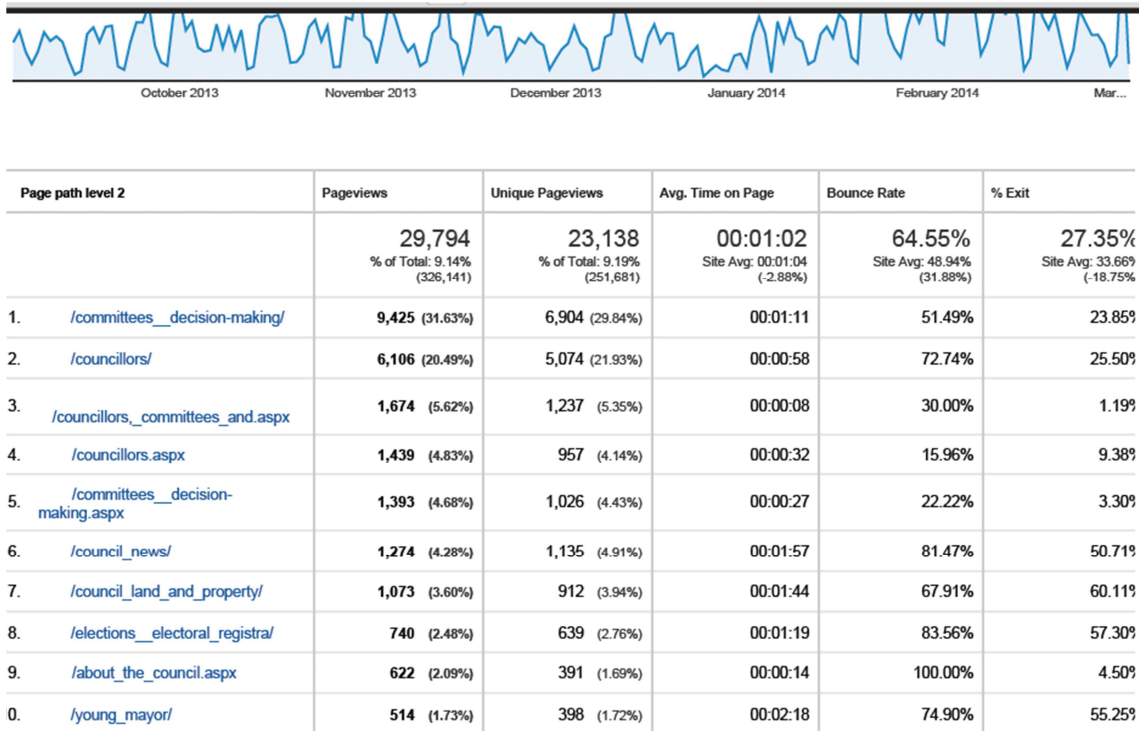 October 2013 November 2013 December 2013 January 2014 February 2014 Mar...
Page path level 2 Pageviews Unique Pageviews Avg. Time on Page Bounce Rate % Exit
29,794 23,138 00:01:02 64.55% 27.35%
% of Total: 9.14% % of Total: 9.19% Site Avg: 00:01:04 Site Avg: 48.94% Site Avg: 33.66%
(326,141) (251,681) (-2.88%) (31.88%) (-18.75%
1. /committees__decision-making/ 9,425 (31.63%) 6,904 (29.84%) 00:01:11 51.49% 23.85%
2. /councillors/ 6,106 (20.49%) 5,074 (21.93%) 00:00:58 72.74% 25.50%
3. /councillors,_committees_and.aspx 1,674 (5.62%) 1,237 (5.35%) 00:00:08 30.00% 1.19%
4. /councillors.aspx 1,439 (4.83%) 957 (4.14%) 00:00:32 15.96% 9.38%
5. /committees__decision-
making.aspx 1,393 (4.68%) 1,026 (4.43%) 00:00:27 22.22% 3.30%
6. /council_news/ 1,274 (4.28%) 1,135 (4.91%) 00:01:57 81.47% 50.71%
7. /council_land_and_property/ 1,073 (3.60%) 912 (3.94%) 00:01:44 67.91% 60.11%
8. /elections__electoral_registra/ 740 (2.48%) 639 (2.76%) 00:01:19 83.56% 57.30%
9. /about_the_council.aspx 622 (2.09%) 391 (1.69%) 00:00:14 100.00% 4.50%
0. /young_mayor/ 514 (1.73%) 398 (1.72%) 00:02:18 74.90% 55.25%